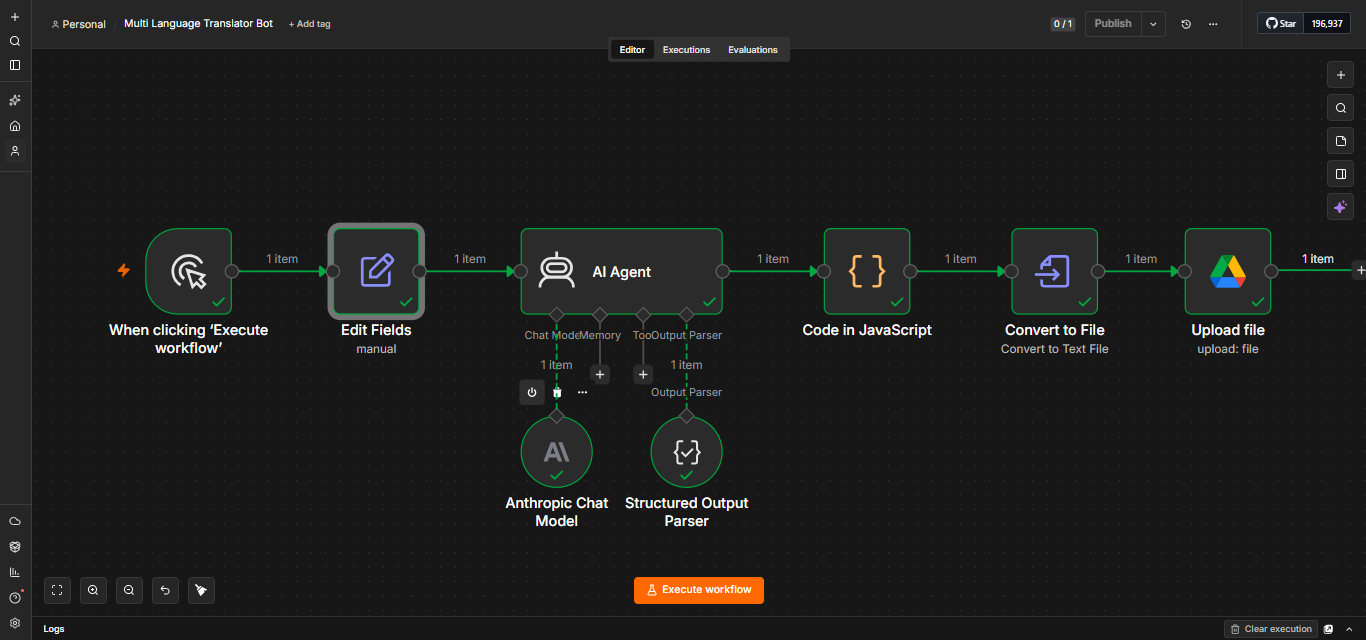 Personal
/
Multi Language Translator Bot
+ Add tag
0 / 1
Publish
Star
196,937
Editor
Executions
Evaluations
1 item
1 item
1 item
1 item
1 item
1 item
AI Agent
When clicking ‘Execute
workflow’
Edit Fields
manual
Chat Mode
Memory
Too
Output Parser
Code in JavaScript
Convert to File
Convert to Text File
Upload file
upload: file
1 item
1 item
Output Parser
Anthropic Chat
Model
Structured Output
Parser
Execute workflow
Logs
Clear execution